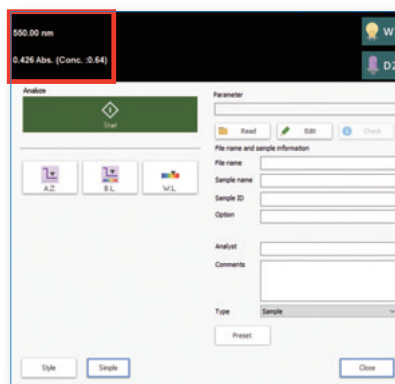 550.00 nm
0.426 Abs. (Conc. :0.64)
W
D2
Analyze
Start
A.Z.
B.L.
W.L.
Style
Simple
Parameter
Read
Edit
Check
File name and sample information
File name
Sample name
Sample ID
Option
Analyst
Comments
Type
Sample
Preset
Close